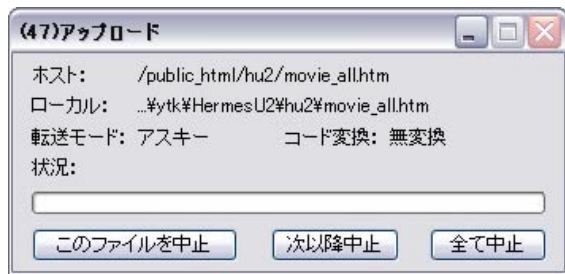 (47)アップロード
ホスト: /public_html/hu2/movie_all.htm
ローカル: ...¥ytk¥HermesU2¥hu2¥movie_all.htm
転送モード: アスキー コード変換: 無変換
状況:
このファイルを中止 次以降中止 全て中止